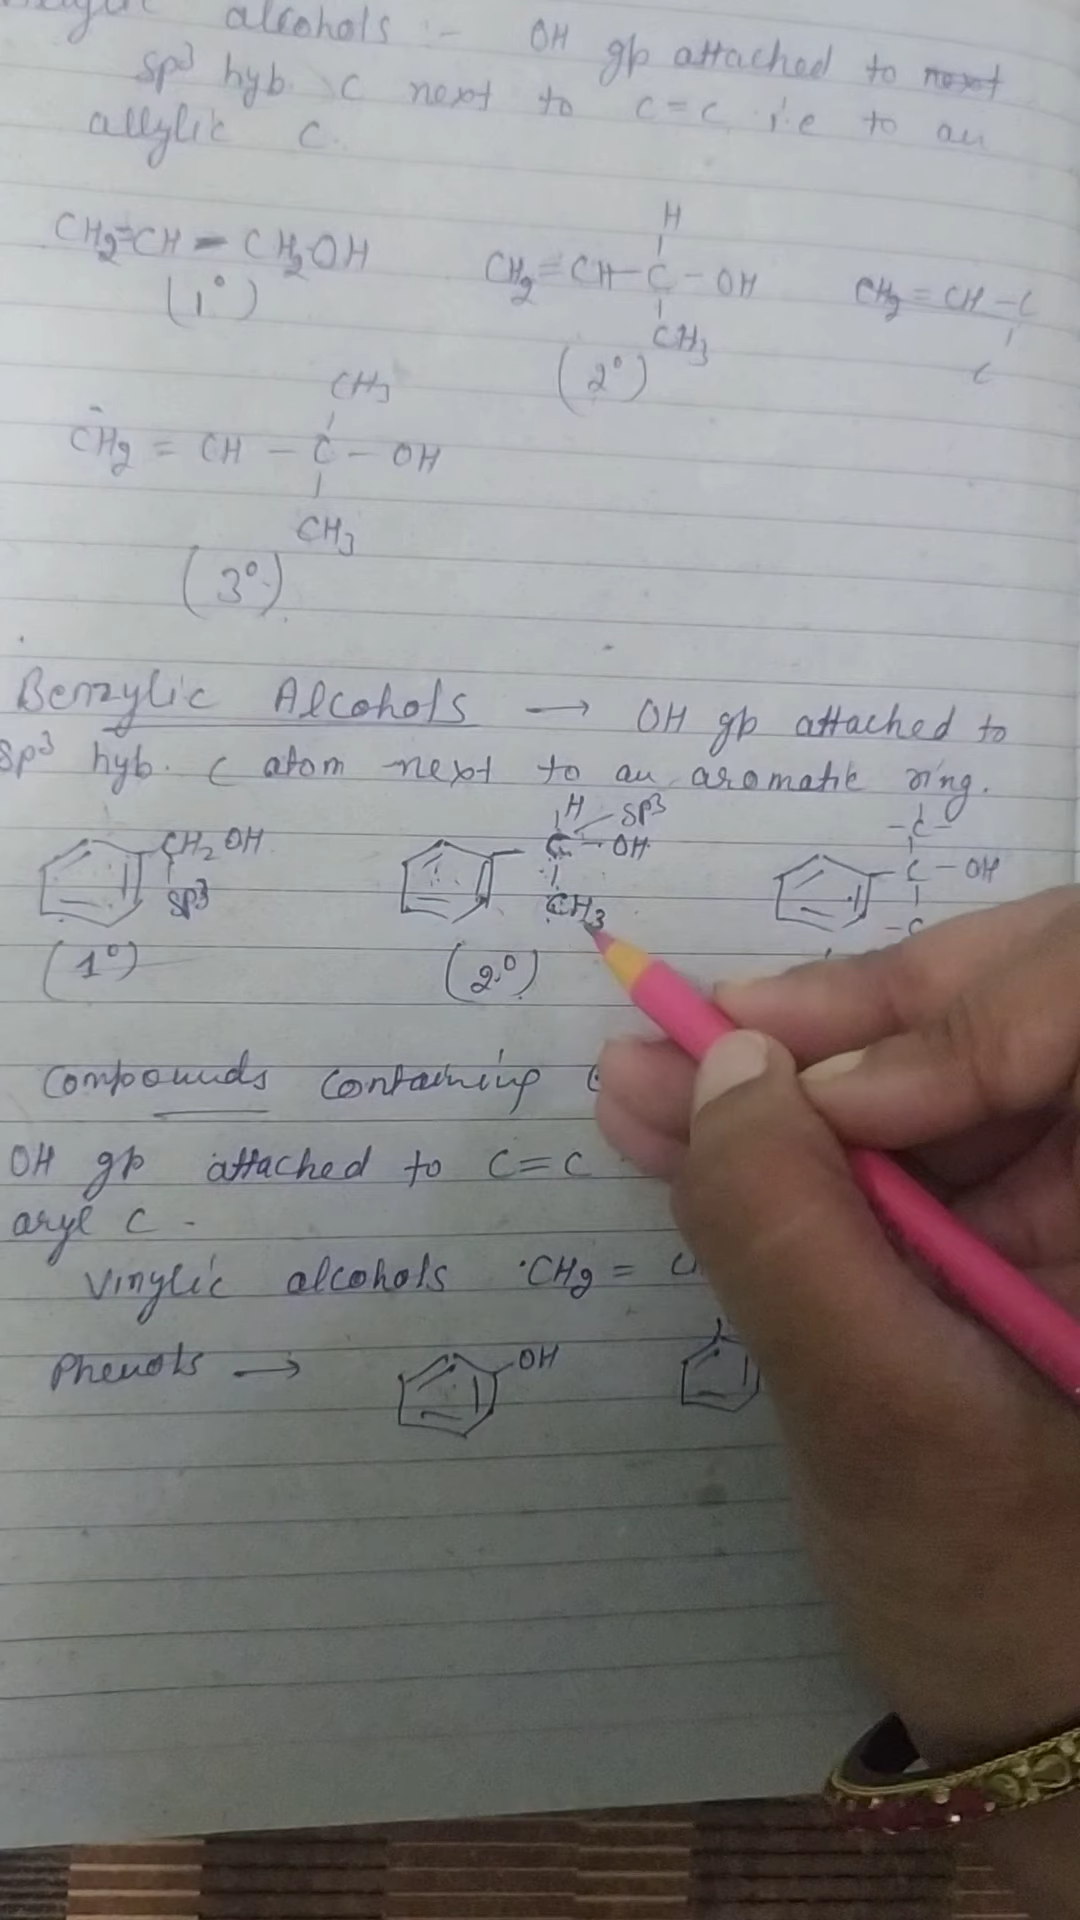 alcohols :- OH gp attached to next
sp3 hyb. C next to C=C i.e to an
allylic C.
CH2=CH-CH2OH
(1°)
H
CH2=CH-C-OH
CH3
(2°)
CH2=CH-C
C
CH3
CH2 = CH - C - OH
CH3
(3°)
Benzylic Alcohols → OH gp attached to
sp3 hyb. C atom next to an aromatic ring.
CH2OH
sp3
(1°)
H sp3
C-OH
CH3
(2°)
-C-
C-OH
-C
Compounds containing
OH gp attached to C=C
aryl C-
Vinylic alcohols CH2 =
Phenols → OH